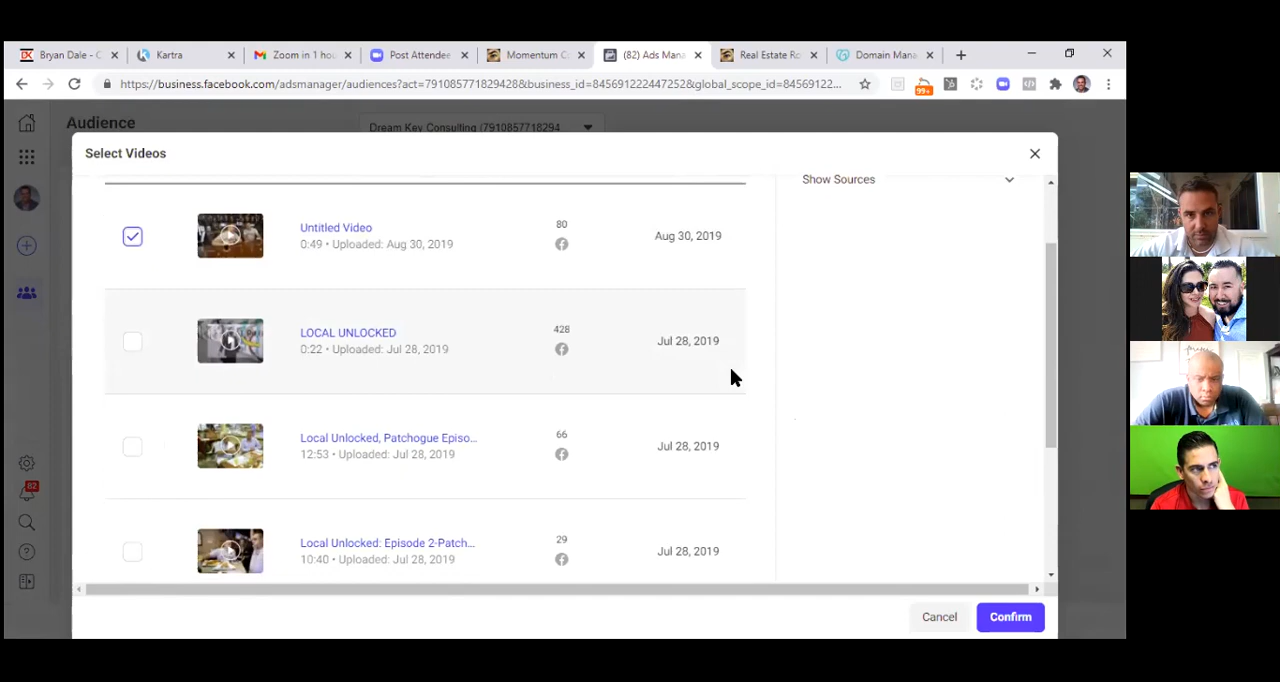 Bryan Dale - C
Kartra
Zoom in 1 hou
Post Attendee
Momentum C
(82) Ads Mana
Real Estate Ro
Domain Mana
https://business.facebook.com/adsmanager/audiences?act=791085771829428&business_id=845691222447252&global_scope_id=84569122...
99+
Audience
Dream Key Consulting (7910857718294
Select Videos
Show Sources
Untitled Video
80
Aug 30, 2019
0:49 • Uploaded: Aug 30, 2019
LOCAL UNLOCKED
428
Jul 28, 2019
0:22 • Uploaded: Jul 28, 2019
Local Unlocked, Patchogue Episo...
66
Jul 28, 2019
12:53 • Uploaded: Jul 28, 2019
82
Local Unlocked: Episode 2-Patch...
29
Jul 28, 2019
10:40 • Uploaded: Jul 28, 2019
Cancel
Confirm